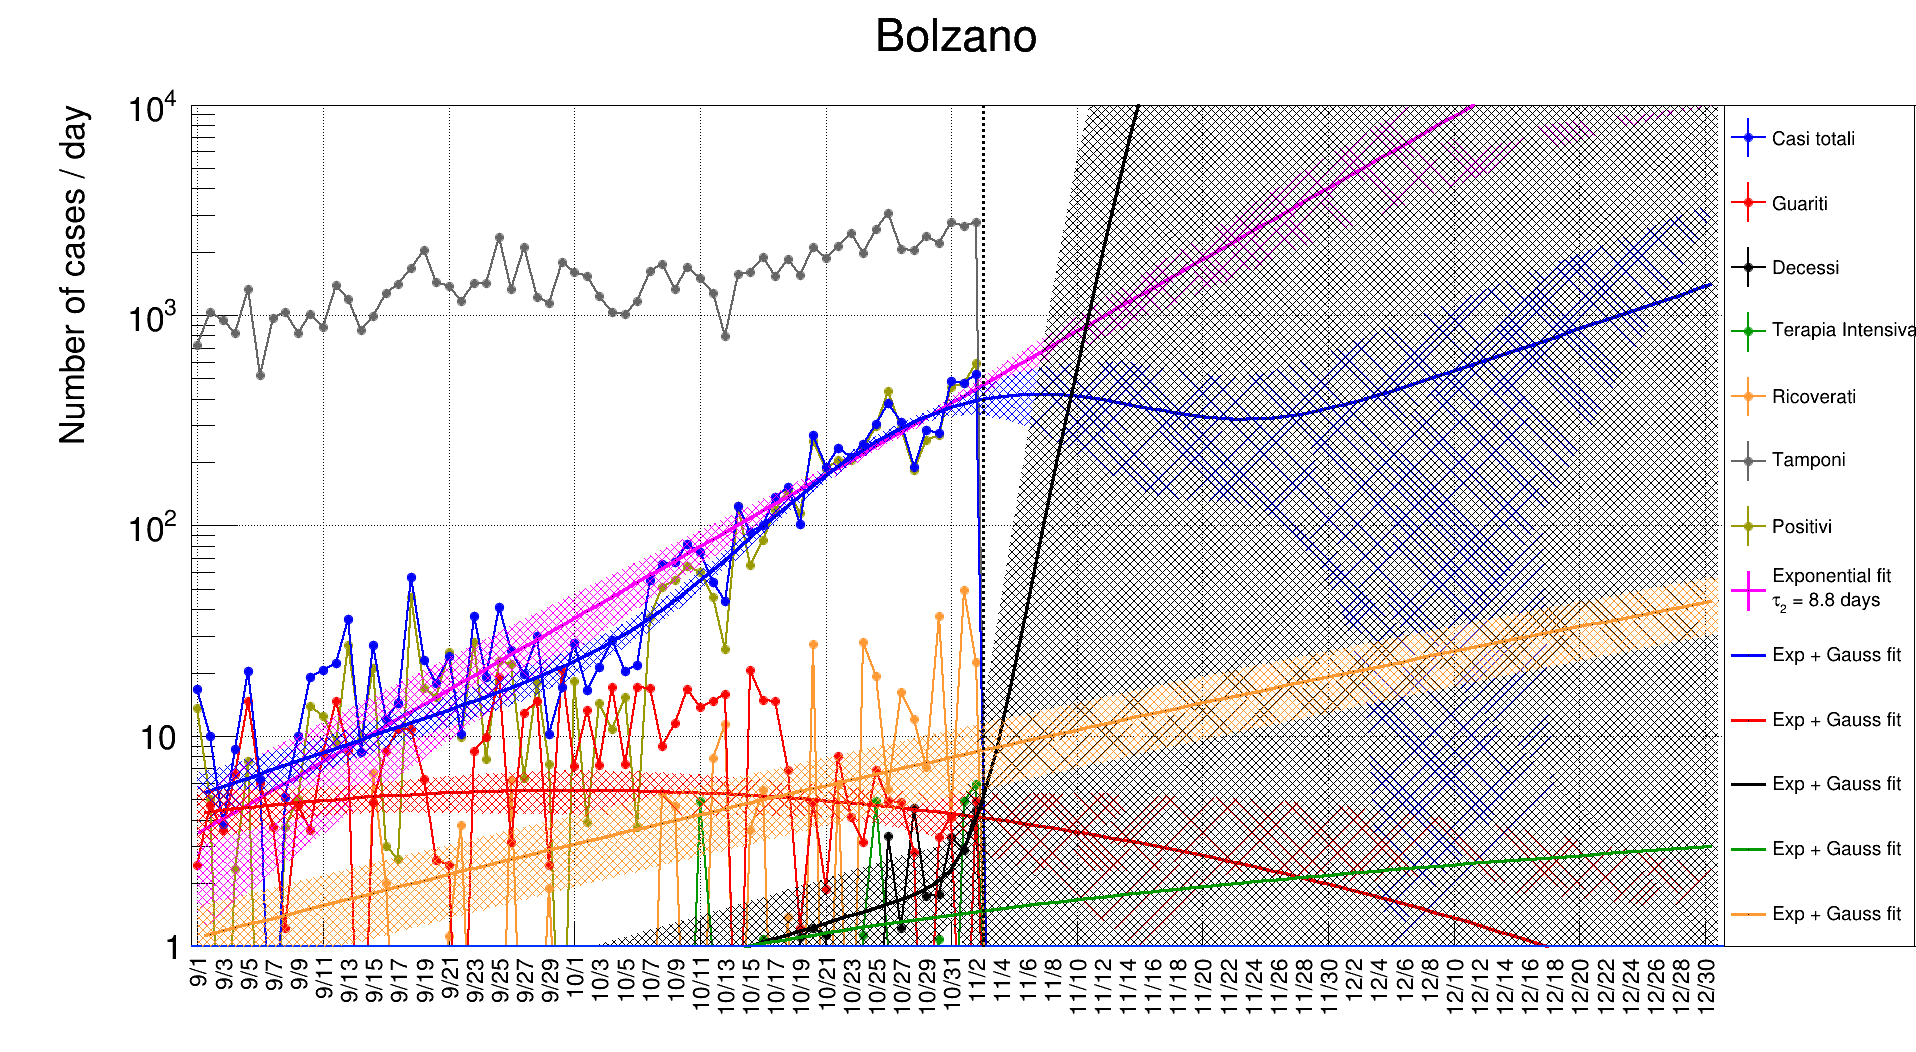 Bolzano
Number of cases / day
10⁴
10³
10²
10
1
9/1 9/3 9/5 9/7 9/9 9/11 9/13 9/15 9/17 9/19 9/21 9/23 9/25 9/27 9/29 10/1 10/3 10/5 10/7 10/9 10/11 10/13 10/15 10/17 10/19 10/21 10/23 10/25 10/27 10/29 10/31 11/2 11/4 11/6 11/8 11/10 11/12 11/14 11/16 11/18 11/20 11/22 11/24 11/26 11/28 11/30 12/2 12/4 12/6 12/8 12/10 12/12 12/14 12/16 12/18 12/20 12/22 12/24 12/26 12/28 12/30
Casi totali
Guariti
Decessi
Terapia Intensiva
Ricoverati
Tamponi
Positivi
Exponential fit
τ₂ = 8.8 days
Exp + Gauss fit
Exp + Gauss fit
Exp + Gauss fit
Exp + Gauss fit
Exp + Gauss fit